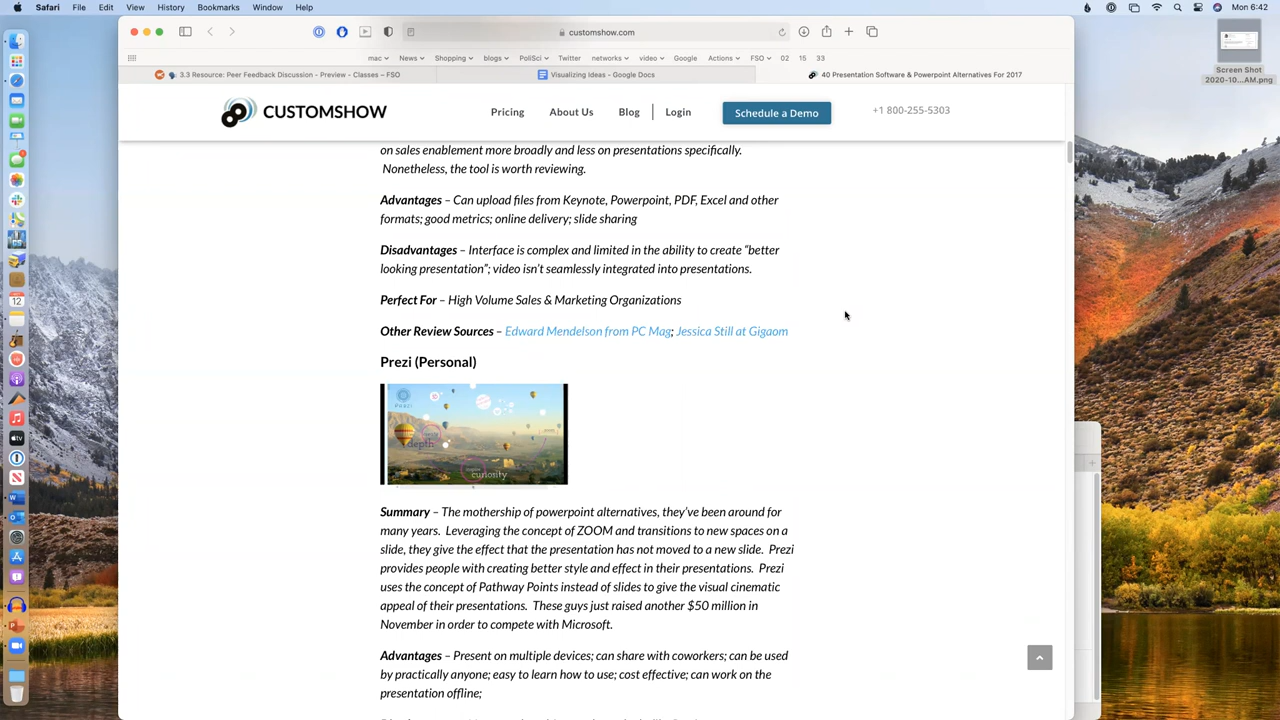 Safari File Edit View History Bookmarks Window Help
Mon 6:42
customshow.com
mac News Shopping blogs PoliSci Twitter networks video Google Actions FSO 02 15 33
3.3 Resource: Peer Feedback Discussion - Preview - Classes – FSO
Visualizing Ideas - Google Docs
40 Presentation Software & Powerpoint Alternatives For 2017
Screen Shot
2020-10...AM.png
CUSTOMSHOW
Pricing About Us Blog Login Schedule a Demo +1 800-255-5303
on sales enablement more broadly and less on presentations specifically.
Nonetheless, the tool is worth reviewing.
Advantages – Can upload files from Keynote, Powerpoint, PDF, Excel and other
formats; good metrics; online delivery; slide sharing
Disadvantages – Interface is complex and limited in the ability to create “better
looking presentation”; video isn’t seamlessly integrated into presentations.
Perfect For – High Volume Sales & Marketing Organizations
Other Review Sources – Edward Mendelson from PC Mag; Jessica Still at Gigaom
Prezi (Personal)
PREZI
depth
curiosity
Summary – The mothership of powerpoint alternatives, they’ve been around for
many years. Leveraging the concept of ZOOM and transitions to new spaces on a
slide, they give the effect that the presentation has not moved to a new slide. Prezi
provides people with creating better style and effect in their presentations. Prezi
uses the concept of Pathway Points instead of slides to give the visual cinematic
appeal of their presentations. These guys just raised another $50 million in
November in order to compete with Microsoft.
Advantages – Present on multiple devices; can share with coworkers; can be used
by practically anyone; easy to learn how to use; cost effective; can work on the
presentation offline;
12
tv